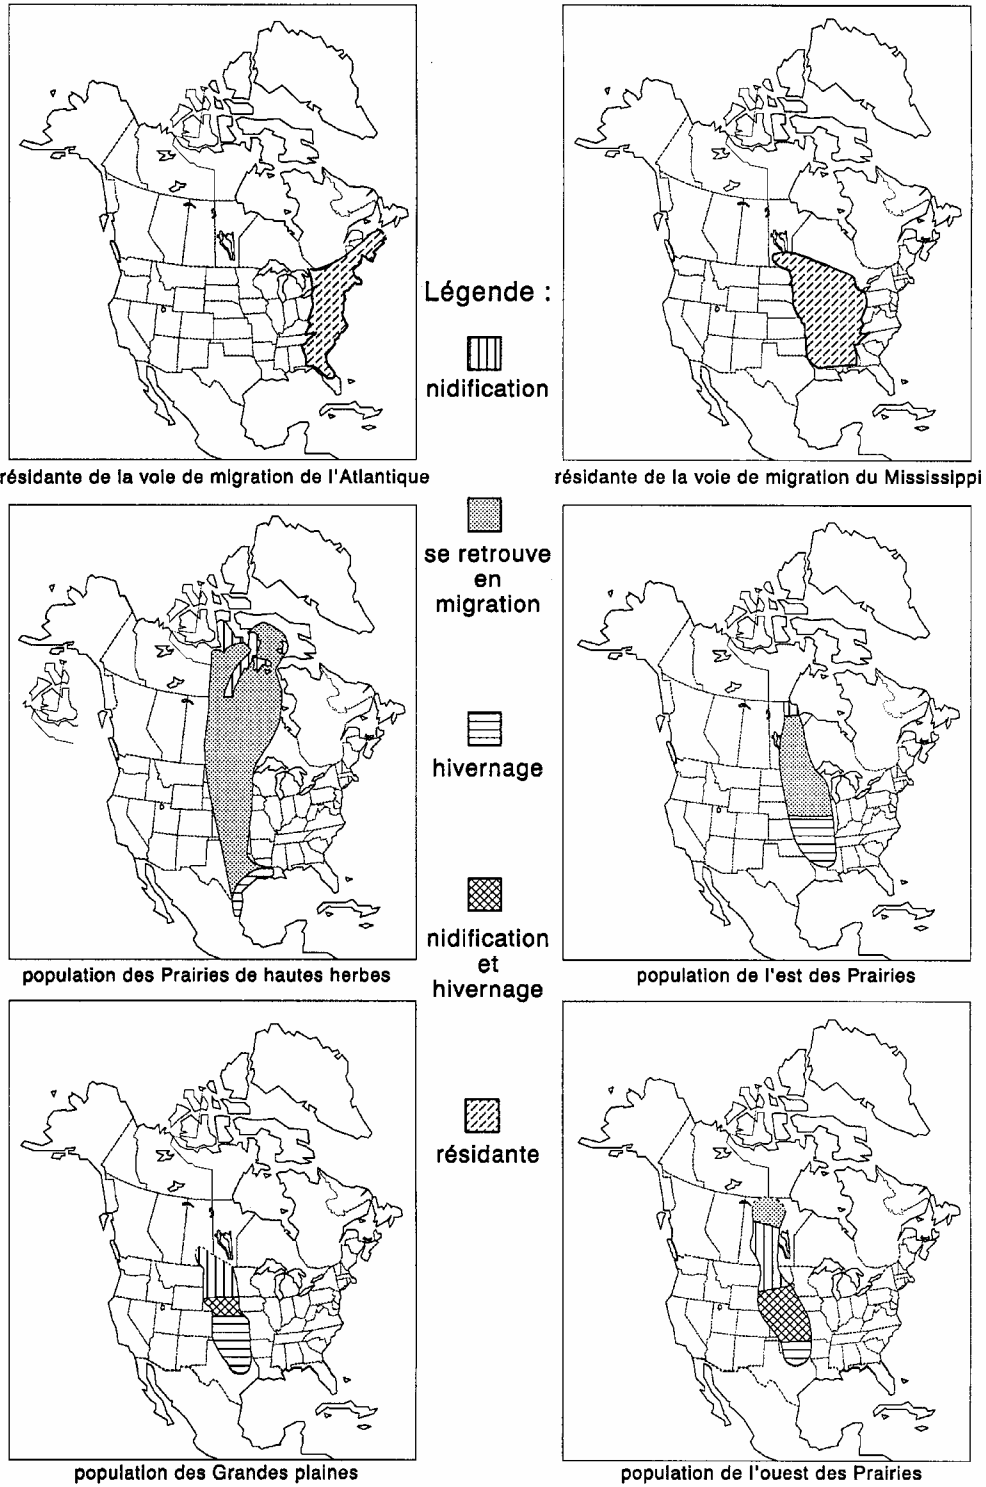 Légende :
nidification
résidante de la voie de migration de l'Atlantique
résidante de la voie de migration du Mississippi
se retrouve
en
migration
hivernage
nidification
et
hivernage
population des Prairies de hautes herbes
population de l'est des Prairies
résidante
population des Grandes plaines
population de l'ouest des Prairies